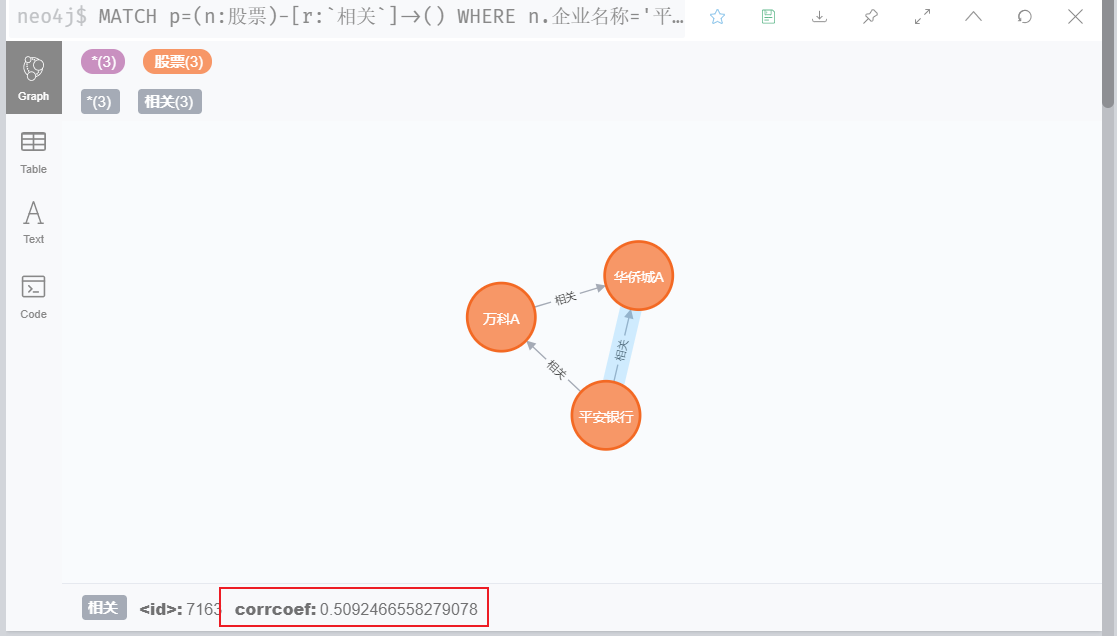 neo4j$ MATCH p=(n:股票)-[r:`相关`]->() WHERE n.企业名称='平…
*(3) 股票(3)
*(3) 相关(3)
Graph
Table
Text
Code
华侨城A
相关
万科A
相关
相关
平安银行
相关 <id>: 7163 corrcoef: 0.5092466558279078